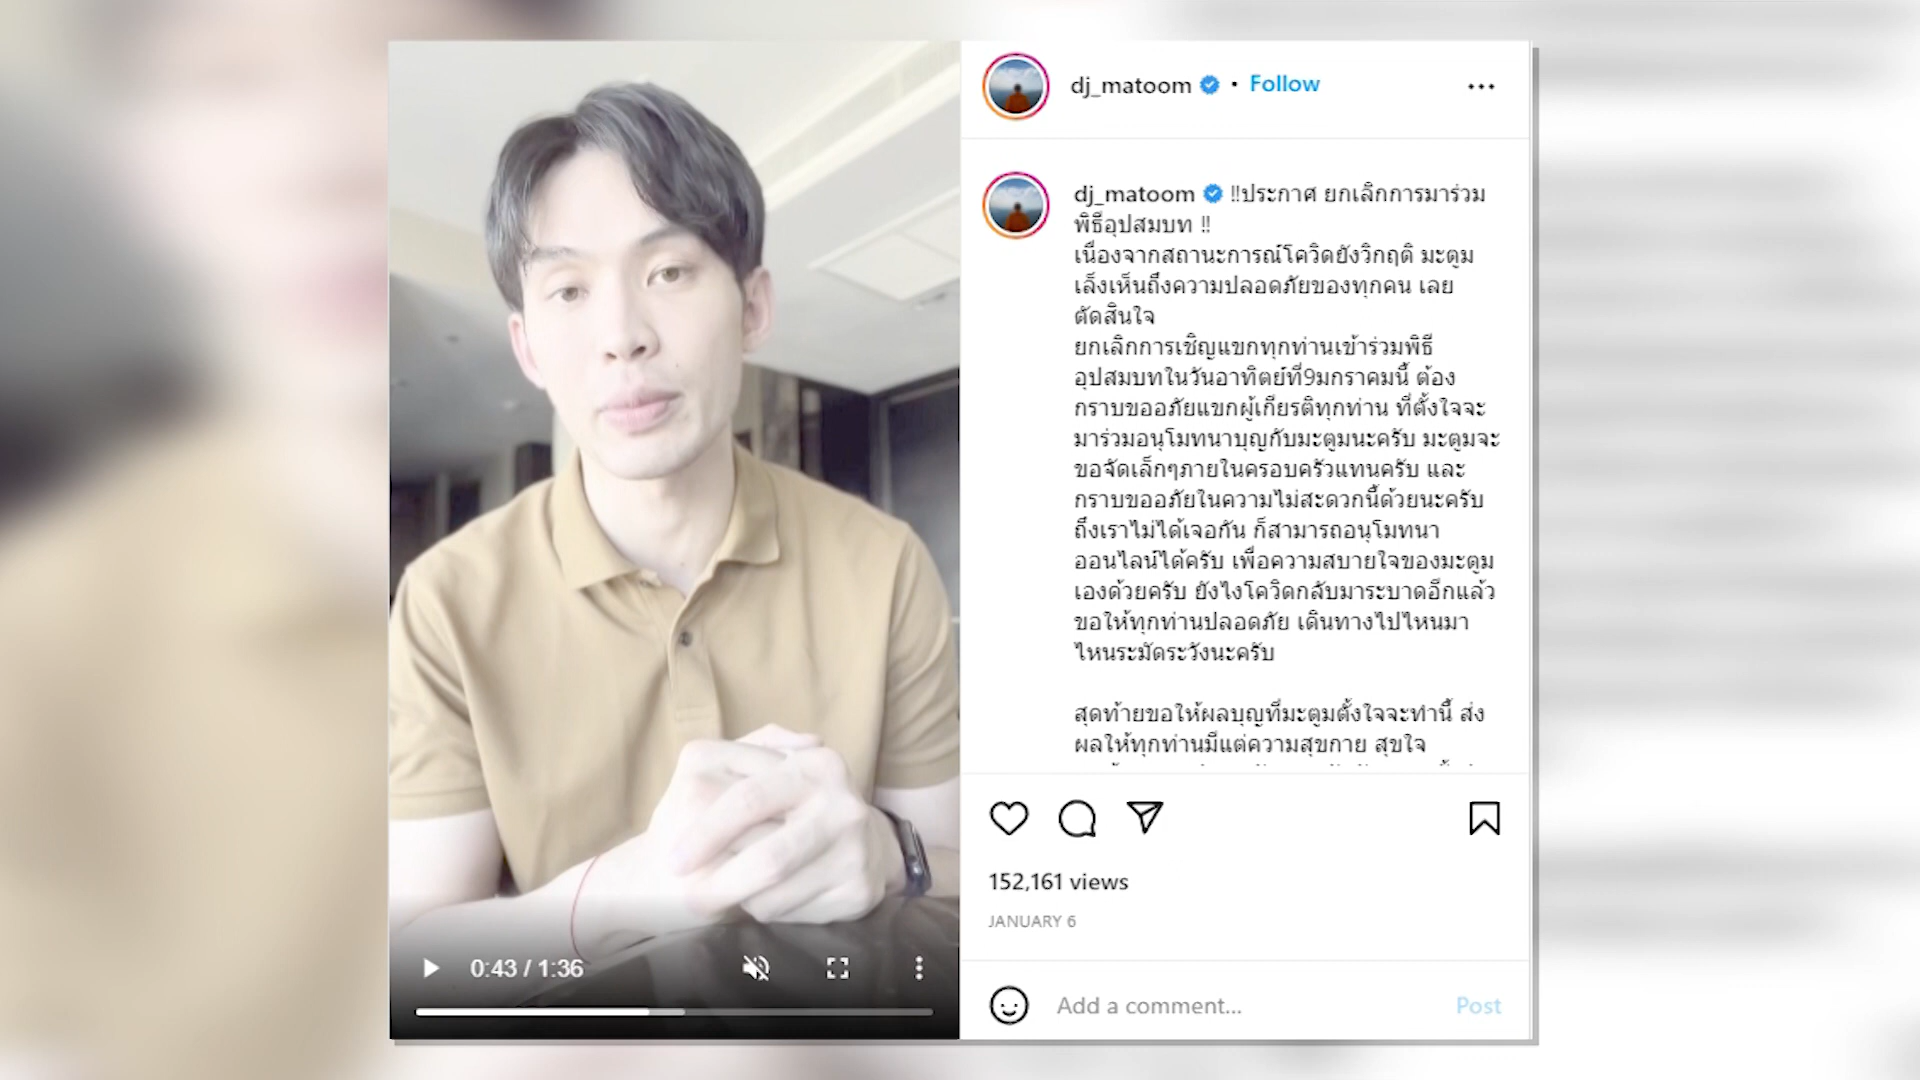 dj_matoom • Follow
dj_matoom ‼ประกาศ ยกเลิกการมาร่วม
พิธีอุปสมบท ‼
เนื่องจากสถานะการณ์โควิดยังวิกฤติ มะตูม
เล็งเห็นถึงความปลอดภัยของทุกคน เลย
ตัดสินใจ
ยกเลิกการเชิญแขกทุกท่านเข้าร่วมพิธี
อุปสมบทในวันอาทิตย์ที่9มกราคมนี้ ต้อง
กราบขออภัยแขกผู้เกียรติทุกท่าน ที่ตั้งใจจะ
มาร่วมอนุโมทนาบุญกับมะตูมนะครับ มะตูมจะ
ขอจัดเล็กๆภายในครอบครัวแทนครับ และ
กราบขออภัยในความไม่สะดวกนี้ด้วยนะครับ
ถึงเราไม่ได้เจอกัน ก็สามารถอนุโมทนา
ออนไลน์ได้ครับ เพื่อความสบายใจของมะตูม
เองด้วยครับ ยังไงโควิดกลับมาระบาดอีกแล้ว
ขอให้ทุกท่านปลอดภัย เดินทางไปไหนมา
ไหนระมัดระวังนะครับ
สุดท้ายขอให้ผลบุญที่มะตูมตั้งใจจะทำนี้ ส่ง
ผลให้ทุกท่านมีแต่ความสุขกาย สุขใจ
152,161 views
JANUARY 6
0:43 / 1:36
Add a comment...
Post